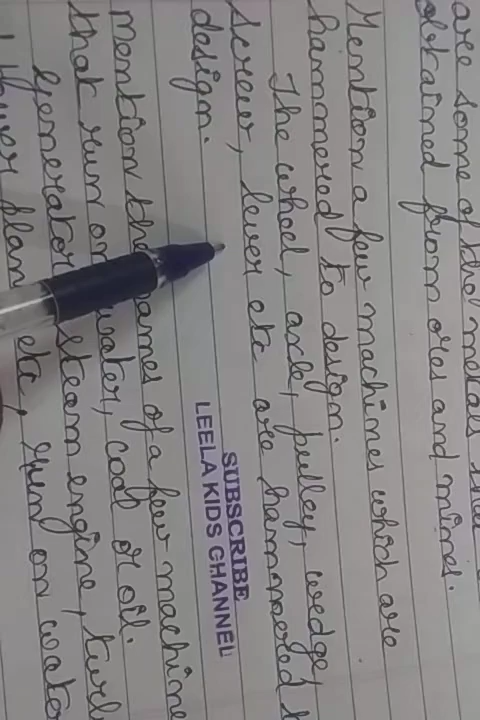 are some of the metals
obtained from ores and mines.
Mention a few machines which are
hammered to design.
The wheel, axle, pulley, wedge,
screw, lever etc are hammered
design.
mention the names of a few machine
that run on water, coal or oil.
Generator, steam engine,
etc, run on water
SUBSCRIBE
LEELA KIDS CHANNEL